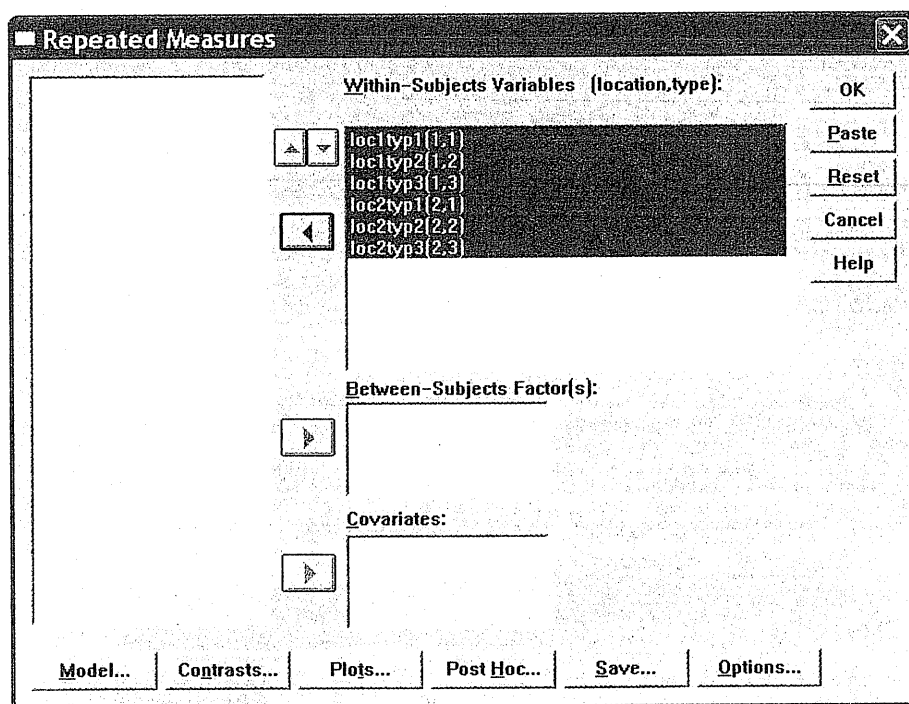 Repeated Measures
Within-Subjects Variables (location,type):
loc1typ1(1,1)
loc1typ2(1,2)
loc1typ3(1,3)
loc2typ1(2,1)
loc2typ2(2,2)
loc2typ3(2,3)
OK
Paste
Reset
Cancel
Help
Between-Subjects Factor(s):
Covariates:
Model...
Contrasts...
Plots...
Post Hoc...
Save...
Options...